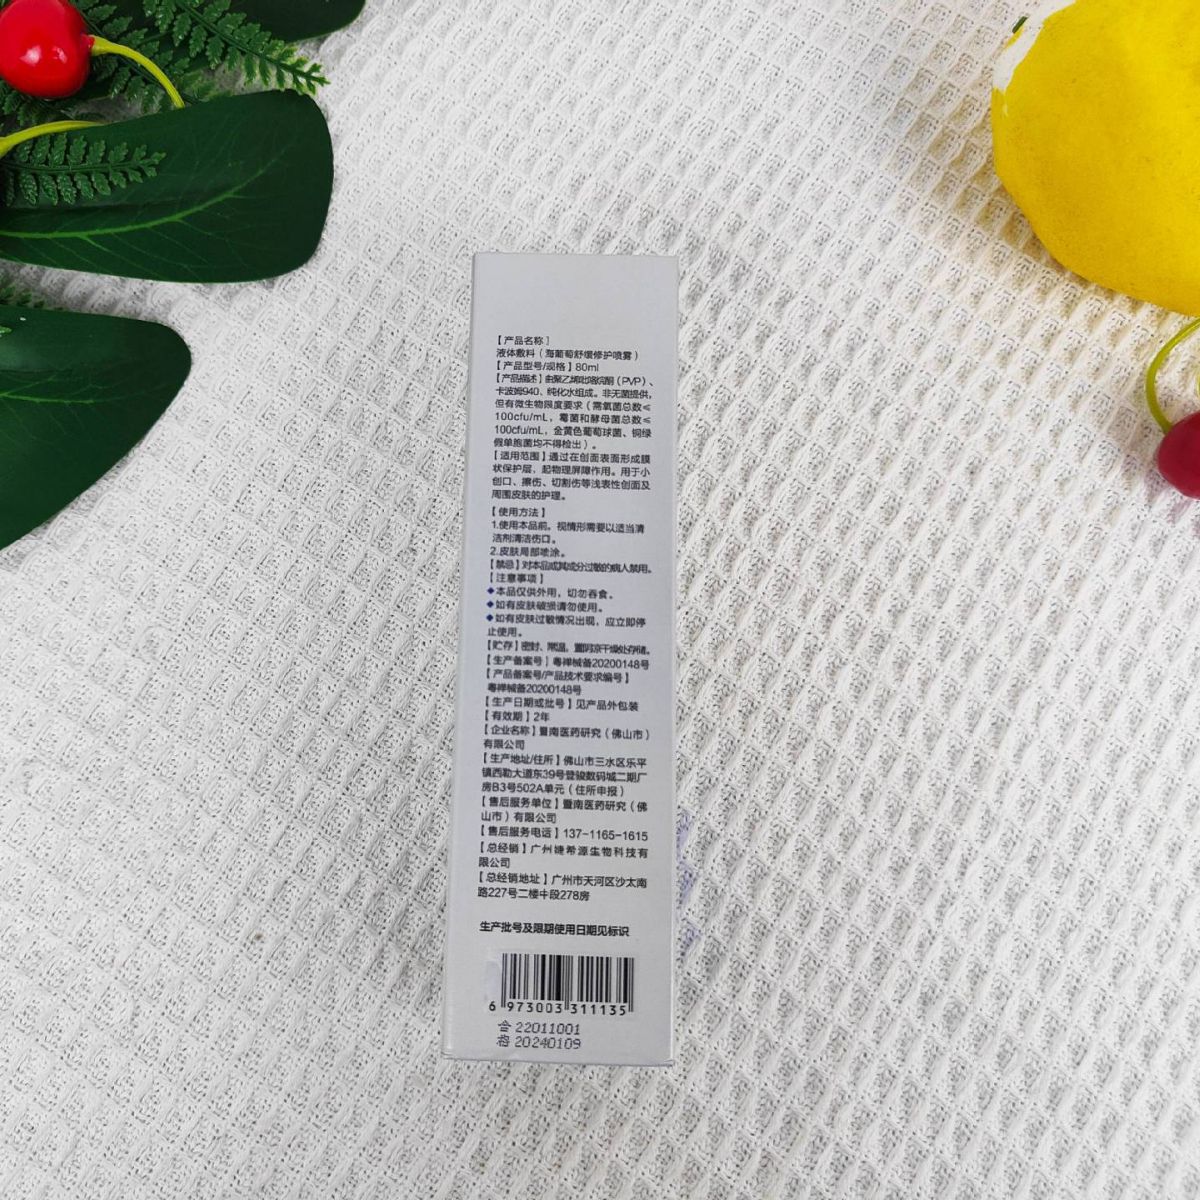 【产品名称】
液体敷料（海葡萄舒缓修护喷雾）
【产品型号/规格】80ml
【产品描述】由聚乙烯吡咯烷酮（PVP）、
卡波姆940、纯化水组成。非无菌提供，
但有微生物限度要求（需氧菌总数≤
100cfu/mL，霉菌和酵母菌总数≤
100cfu/mL，金黄色葡萄球菌、铜绿
假单胞菌均不得检出）。
【适用范围】通过在创面表面形成膜
状保护层，起物理屏障作用。用于小
创口、擦伤、切割伤等浅表性创面及
周围皮肤的护理。
【使用方法】
1.使用本品前，视情形需要以适当清
洁剂清洁伤口。
2.皮肤局部喷涂。
【禁忌】对本品或其成分过敏的病人禁用。
【注意事项】
◆本品仅供外用，切勿吞食。
◆如有皮肤破损请勿使用。
◆如有皮肤过敏情况出现，应立即停
止使用。
【贮存】密封、常温，置阴凉干燥处存储。
【生产备案号】粤禅械备20200148号
【产品备案号/产品技术要求编号】
粤禅械备20200148号
【生产日期或批号】见产品外包装
【有效期】2年
【企业名称】暨南医药研究（佛山市）
有限公司
【生产地址/住所】佛山市三水区乐平
镇西勒大道东39号登骏数码城二期厂
房B3号502A单元（住所申报）
【售后服务单位】暨南医药研究（佛
山市）有限公司
【售后服务电话】137-1165-1615
【总经销】广州婕希源生物科技有
限公司
【总经销地址】广州市天河区沙太南
路227号二楼中段278房
生产批号及限期使用日期见标识
6 973003 311135
22011001
20240109